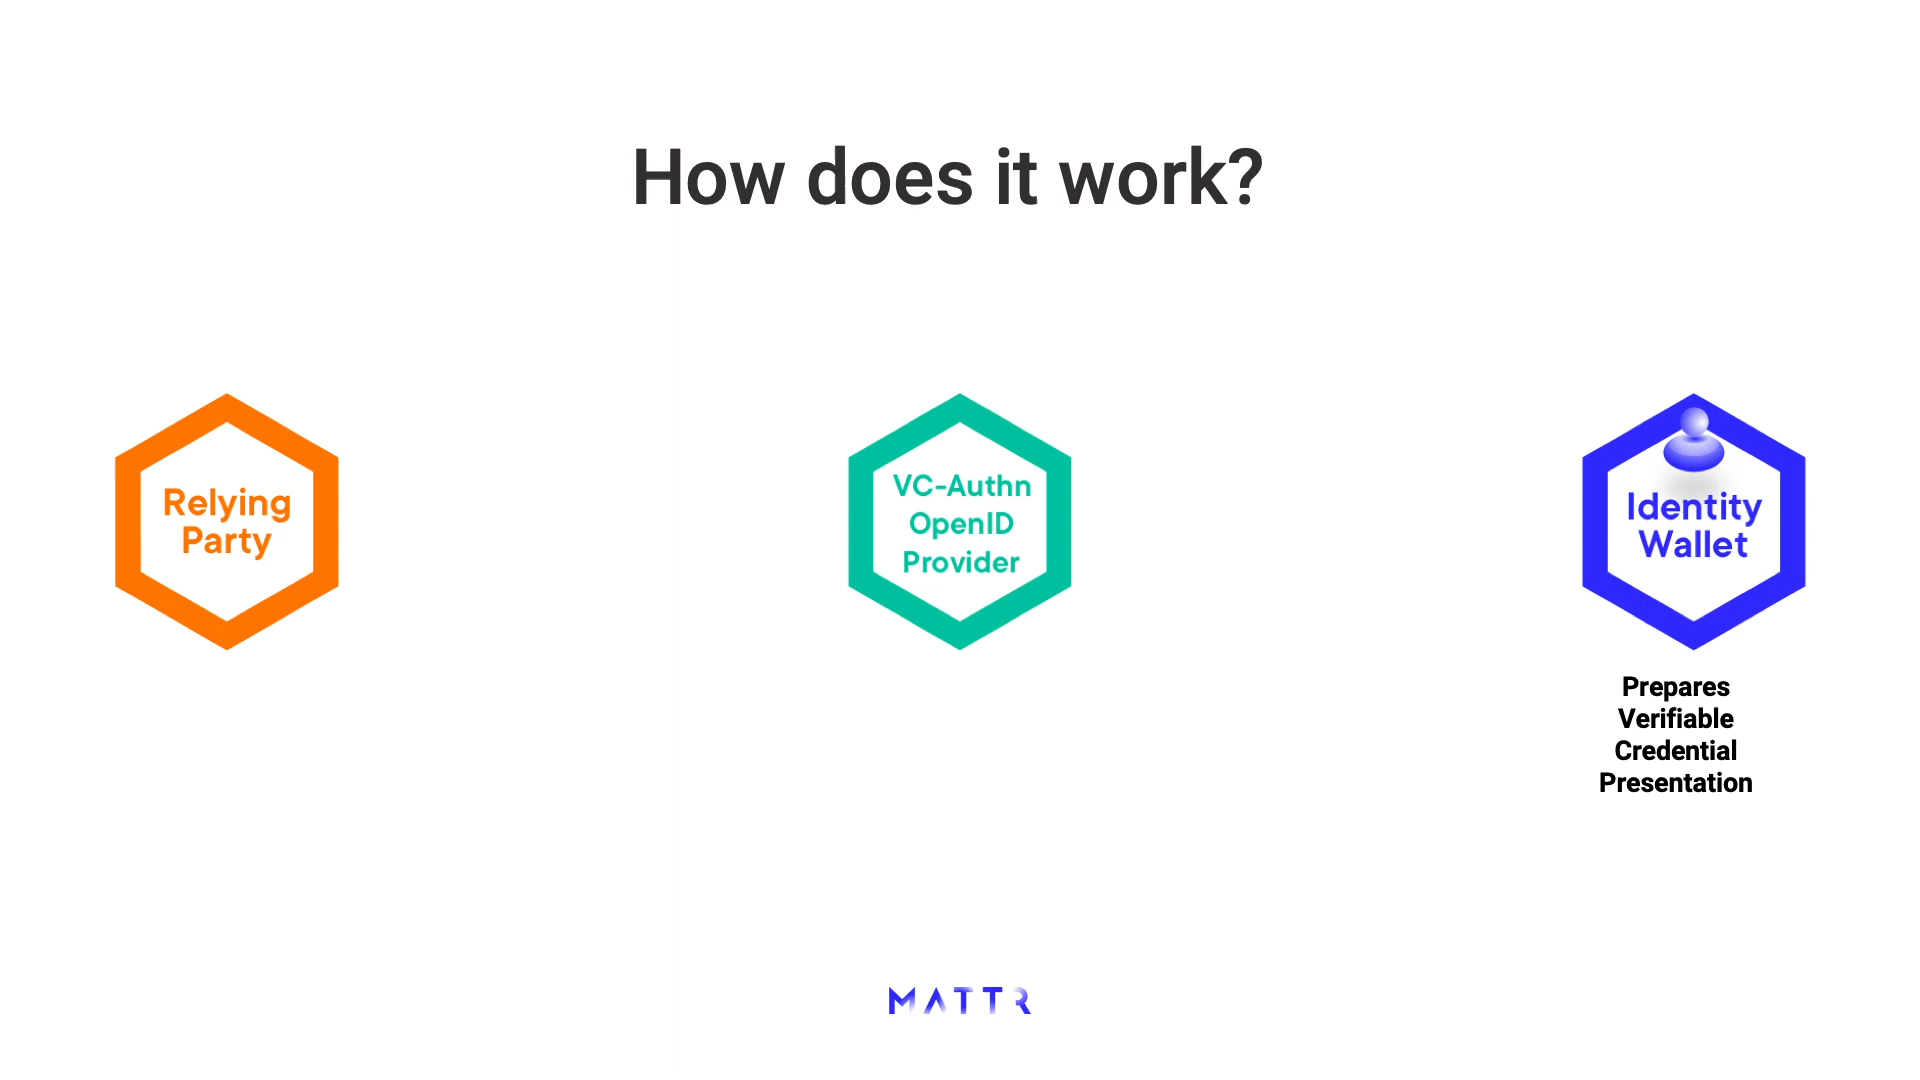 How does it work?
Relying
Party
VC-Authn
OpenID
Provider
Identity
Wallet
Prepares
Verifiable
Credential
Presentation
MATTR